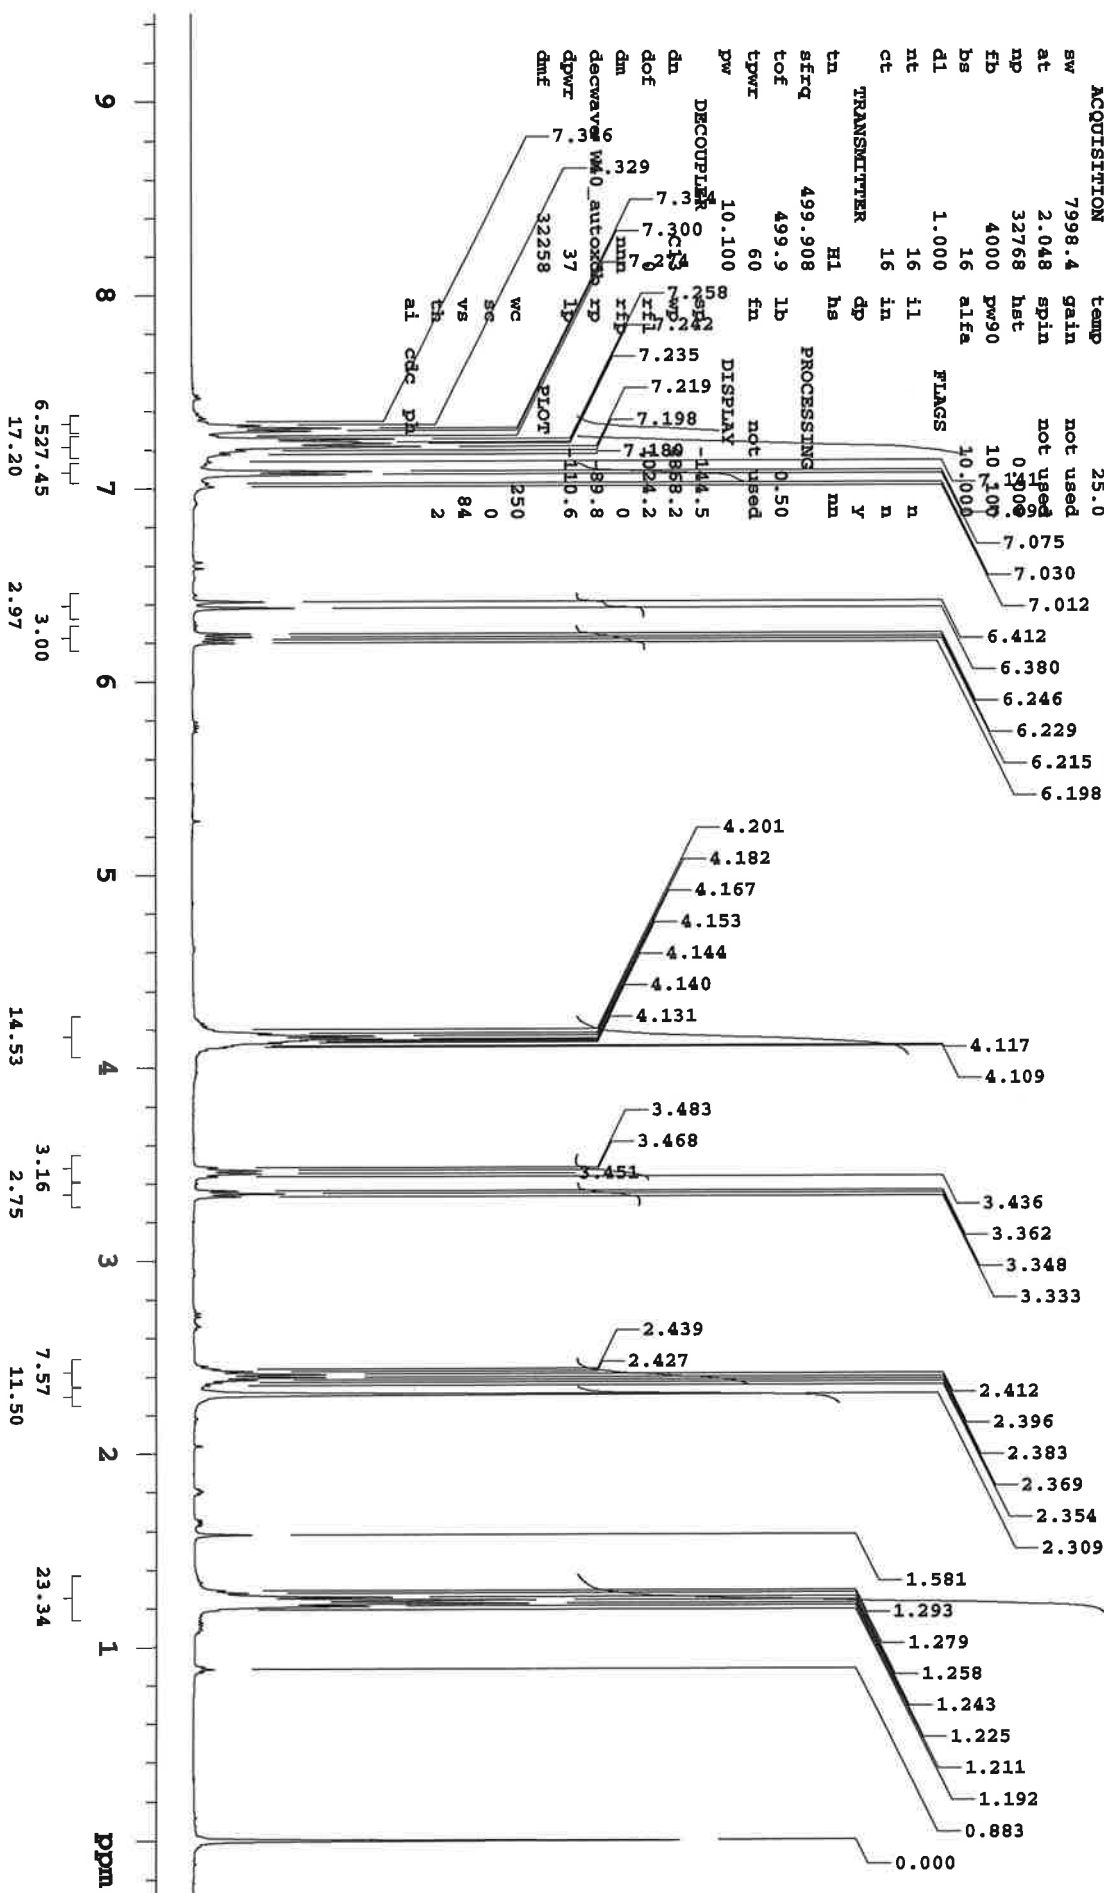 ACQUISITION
sw 7998.4
at 2.048
np 32768
fb 4000
bs 16
d1 1.000
nt 16
ct 16
TRANSMITTER
tn H1
sfrq 499.908
tof 499.9
tpwr 60
pw 10.100
DECOUPLER
dn C13
dof 0
dm nnn
decwave W40_autoxdb
dpwr 37
dmf 32258
temp 25.0
gain not used
spin not used
hst
pw90 10.100
alfa 10.000
FLAGS
il n
in n
dp y
hs nn
PROCESSING
lb 0.50
fn not used
DISPLAY
sp -144.5
wp
rfl
rfp 0
rp -89.8
lp -110.6
PLOT
wc 250
sc 0
vs 84
th 2
ai cdc ph
7.329
7.300
7.274
7.258
7.242
7.235
7.219
7.198
7.180
7.141
7.075
7.030
7.012
6.412
6.380
6.246
6.229
6.215
6.198
4.201
4.182
4.167
4.153
4.144
4.140
4.131
4.117
4.109
3.483
3.468
3.451
3.436
3.362
3.348
3.333
2.439
2.427
2.412
2.396
2.383
2.369
2.354
2.309
1.581
1.293
1.279
1.258
1.243
1.225
1.211
1.192
0.883
0.000
9 8 7 6 5 4 3 2 1 ppm
6.527.45 3.00 3.16 7.57 23.34
17.20 2.97 14.53 2.75 11.50